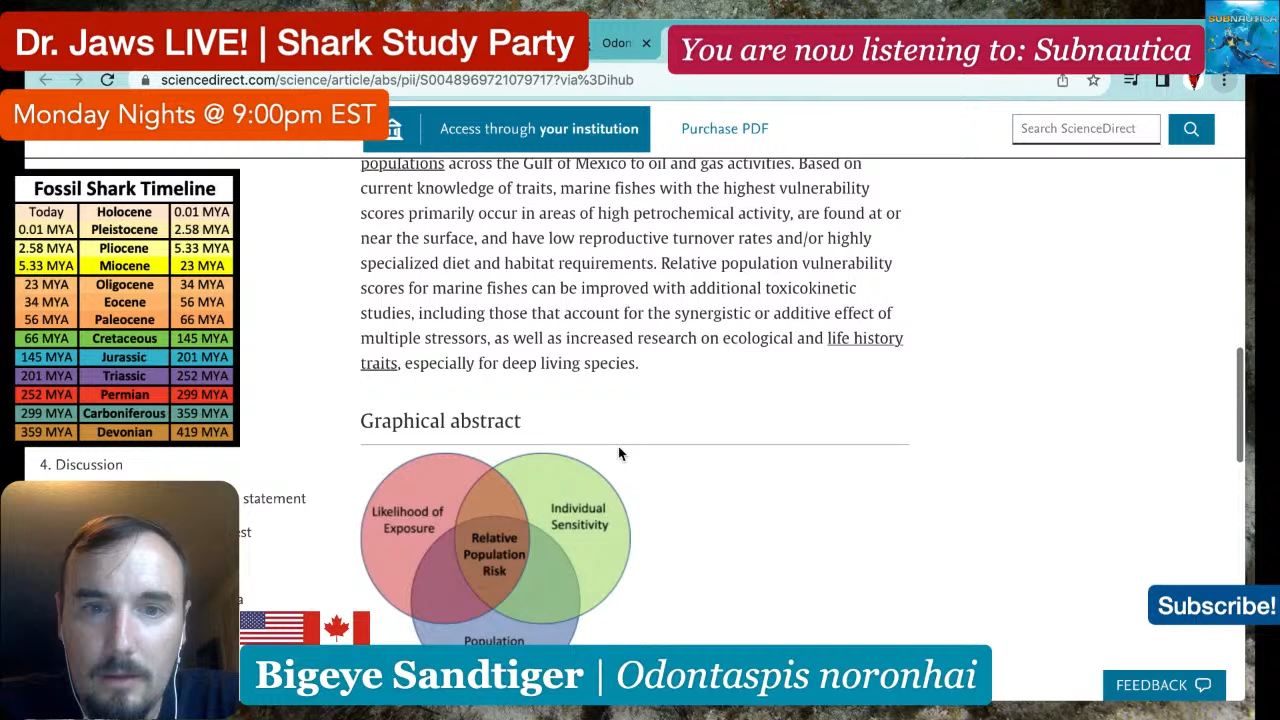 Dr. Jaws LIVE! | Shark Study Party
Odon
You are now listening to: Subnautica
SUBNAUTICA
sciencedirect.com/science/article/abs/pii/S0048969721079717?via%3Dihub
Monday Nights @ 9:00pm EST
Access through your institution
Purchase PDF
Search ScienceDirect
populations across the Gulf of Mexico to oil and gas activities. Based on
current knowledge of traits, marine fishes with the highest vulnerability
scores primarily occur in areas of high petrochemical activity, are found at or
near the surface, and have low reproductive turnover rates and/or highly
specialized diet and habitat requirements. Relative population vulnerability
scores for marine fishes can be improved with additional toxicokinetic
studies, including those that account for the synergistic or additive effect of
multiple stressors, as well as increased research on ecological and life history
traits, especially for deep living species.
Fossil Shark Timeline
Today Holocene 0.01 MYA
0.01 MYA Pleistocene 2.58 MYA
2.58 MYA Pliocene 5.33 MYA
5.33 MYA Miocene 23 MYA
23 MYA Oligocene 34 MYA
34 MYA Eocene 56 MYA
56 MYA Paleocene 66 MYA
66 MYA Cretaceous 145 MYA
145 MYA Jurassic 201 MYA
201 MYA Triassic 252 MYA
252 MYA Permian 299 MYA
299 MYA Carboniferous 359 MYA
359 MYA Devonian 419 MYA
Graphical abstract
4. Discussion
statement
est
a
Likelihood of
Exposure
Individual
Sensitivity
Relative
Population
Risk
Population
Subscribe!
Bigeye Sandtiger | Odontaspis noronhai
FEEDBACK